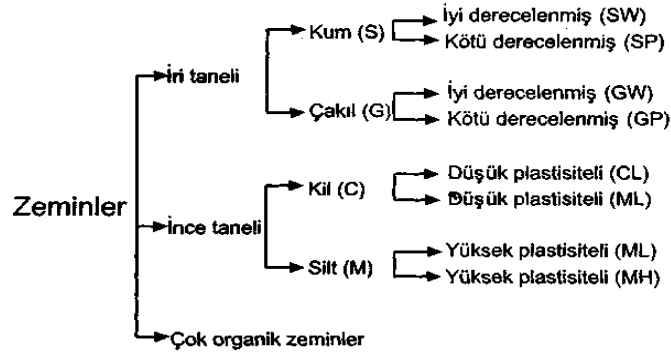 Zeminler
İri taneli
Kum (S)
İyi derecelenmiş (SW)
Kötü derecelenmiş (SP)
Çakıl (G)
İyi derecelenmiş (GW)
Kötü derecelenmiş (GP)
İnce taneli
Kil (C)
Düşük plastisiteli (CL)
Düşük plastisiteli (ML)
Silt (M)
Yüksek plastisiteli (ML)
Yüksek plastisiteli (MH)
Çok organik zeminler